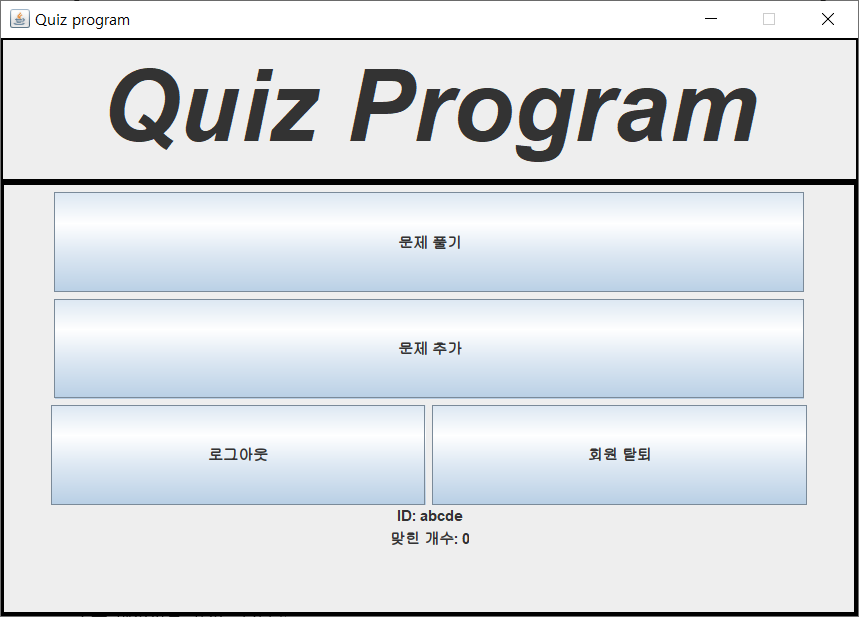 Quiz program
Quiz Program
문제 풀기
문제 추가
로그아웃
회원 탈퇴
ID: abcde
맞힌 개수: 0